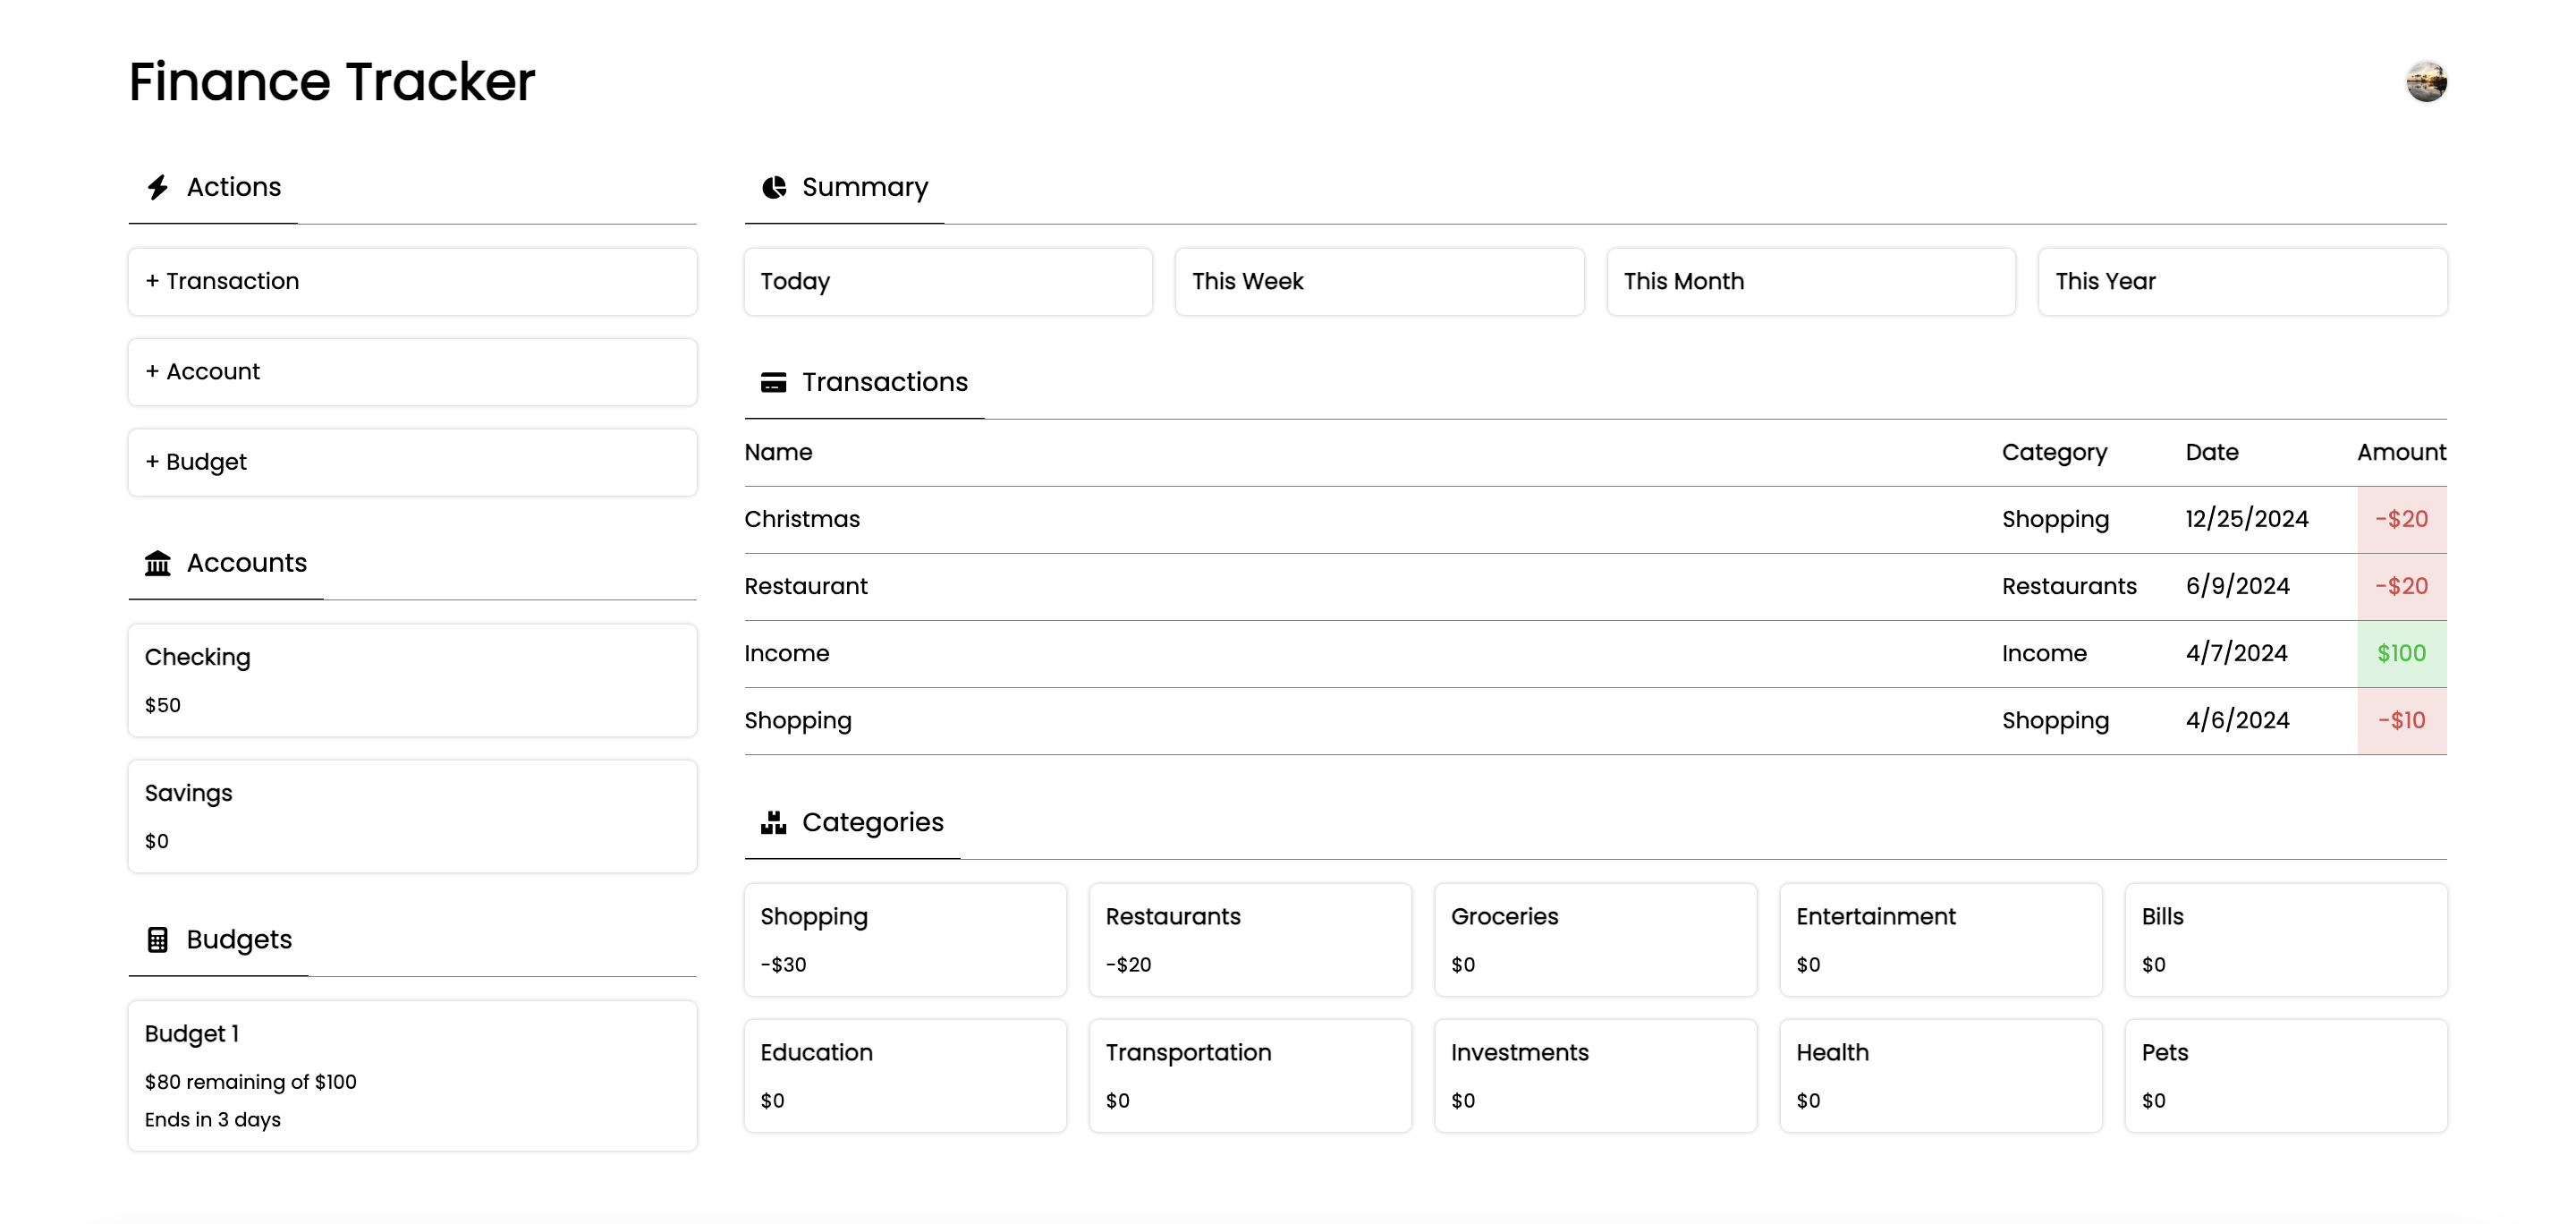 Finance Tracker
Actions
+ Transaction
+ Account
+ Budget
Accounts
Checking
$50
Savings
$0
Budgets
Budget 1
$80 remaining of $100
Ends in 3 days
Summary
Today This Week This Month This Year
Transactions
Name Category Date Amount
Christmas Shopping 12/25/2024 -$20
Restaurant Restaurants 6/9/2024 -$20
Income Income 4/7/2024 $100
Shopping Shopping 4/6/2024 -$10
Categories
Shopping Restaurants Groceries Entertainment Bills
-$30 -$20 $0 $0 $0
Education Transportation Investments Health Pets
$0 $0 $0 $0 $0